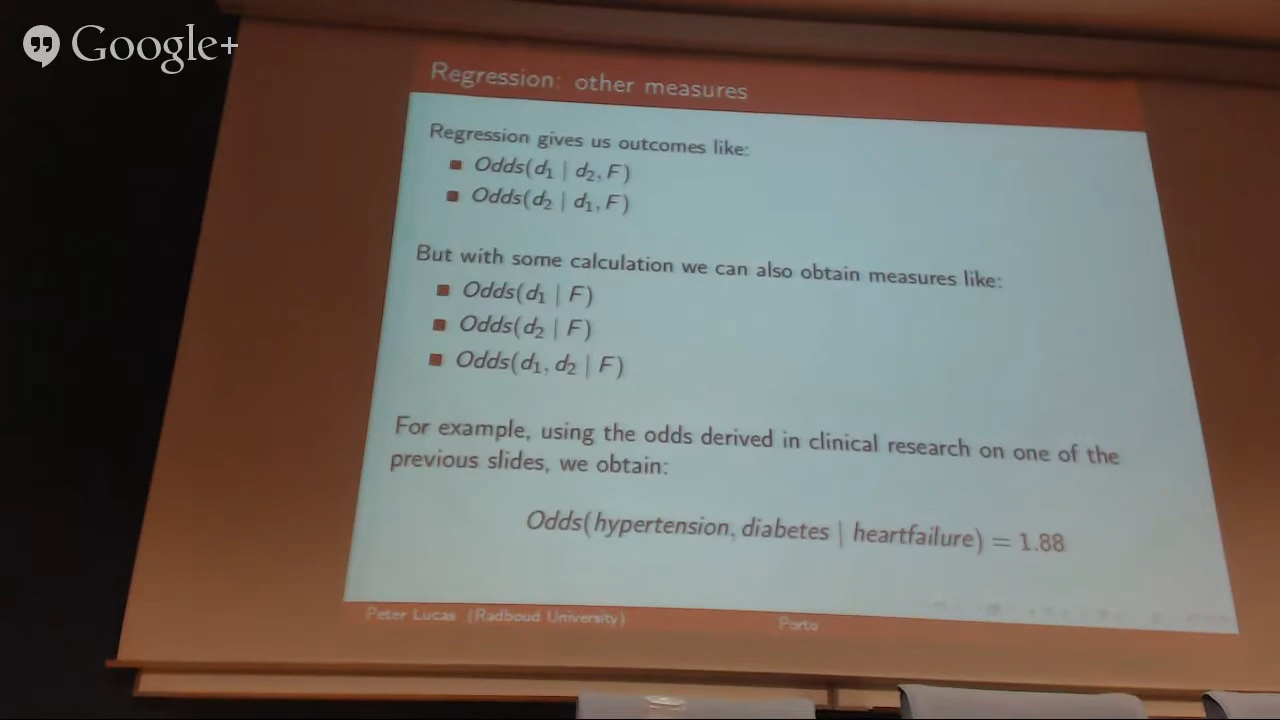 Google+
Regression: other measures
Regression gives us outcomes like:
Odds(d₁ | d₂, F)
Odds(d₂ | d₁, F)
But with some calculation we can also obtain measures like:
Odds(d₁ | F)
Odds(d₂ | F)
Odds(d₁, d₂ | F)
For example, using the odds derived in clinical research on one of the
previous slides, we obtain:
Odds(hypertension, diabetes | heartfailure) = 1.88
Peter Lucas (Radboud University) Porto